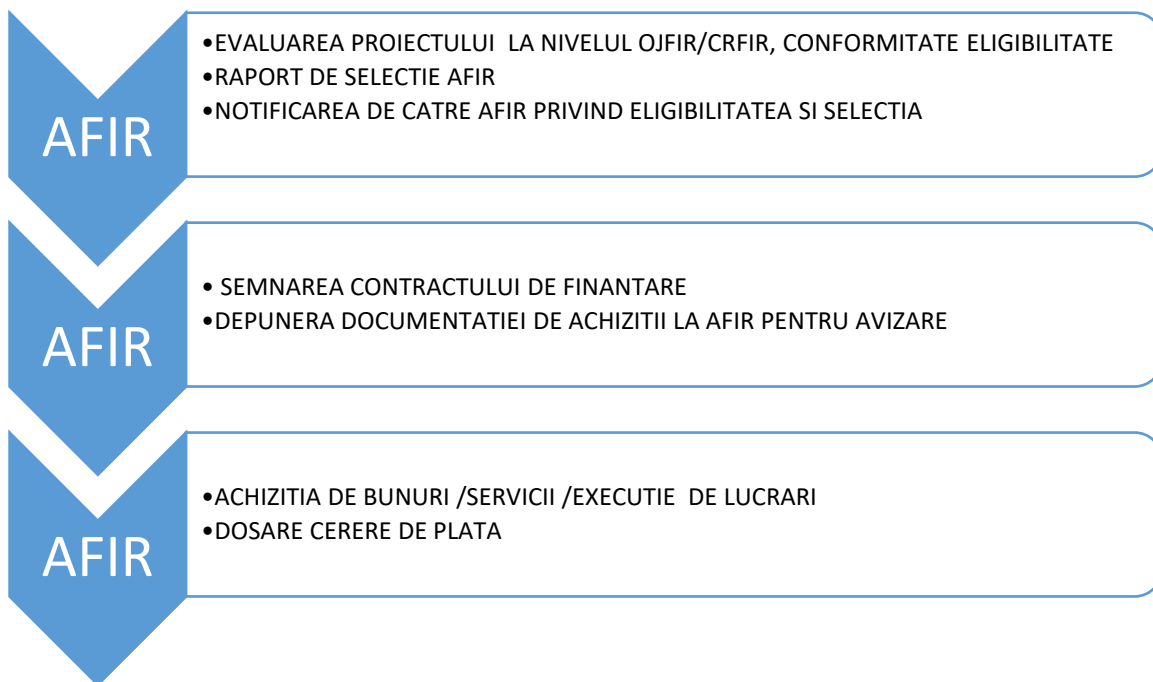 AFIR
•EVALUAREA PROIECTULUI LA NIVELUL OJFIR/CRFIR, CONFORMITATE ELIGIBILITATE
•RAPORT DE SELECTIE AFIR
•NOTIFICAREA DE CATRE AFIR PRIVIND ELIGIBILITATEA SI SELECTIA
AFIR
• SEMNAREA CONTRACTULUI DE FINANTARE
•DEPUNERA DOCUMENTATIEI DE ACHIZITII LA AFIR PENTRU AVIZARE
AFIR
•ACHIZITIA DE BUNURI /SERVICII /EXECUTIE DE LUCRARI
•DOSARE CERERE DE PLATA